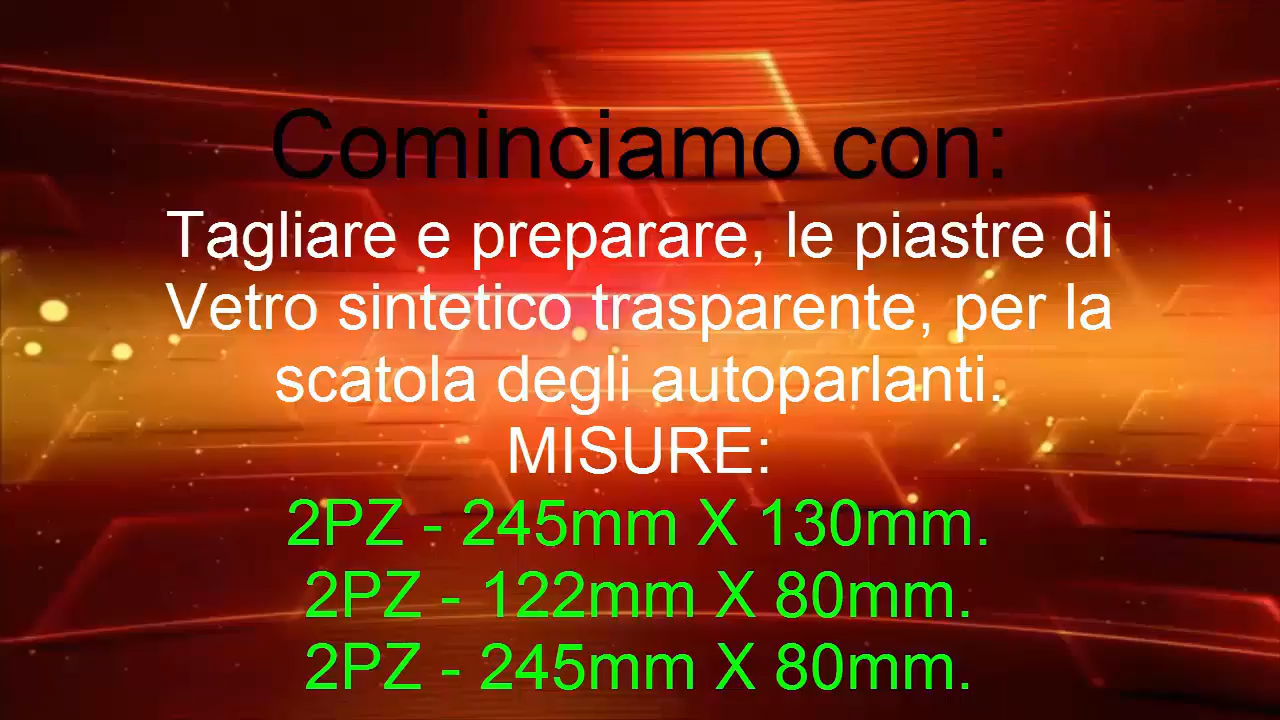 Cominciamo con:
Tagliare e preparare, le piastre di
Vetro sintetico trasparente, per la
scatola degli autoparlanti.
MISURE:
2PZ - 245mm X 130mm.
2PZ - 122mm X 80mm.
2PZ - 245mm X 80mm.